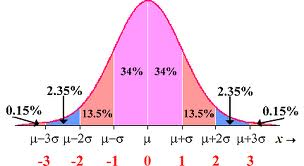 34% 34%
2.35% 2.35%
0.15% 13.5% 13.5% 0.15%
μ−3σ μ−2σ μ−σ μ μ+σ μ+2σ μ+3σ x →
-3 -2 -1 0 1 2 3